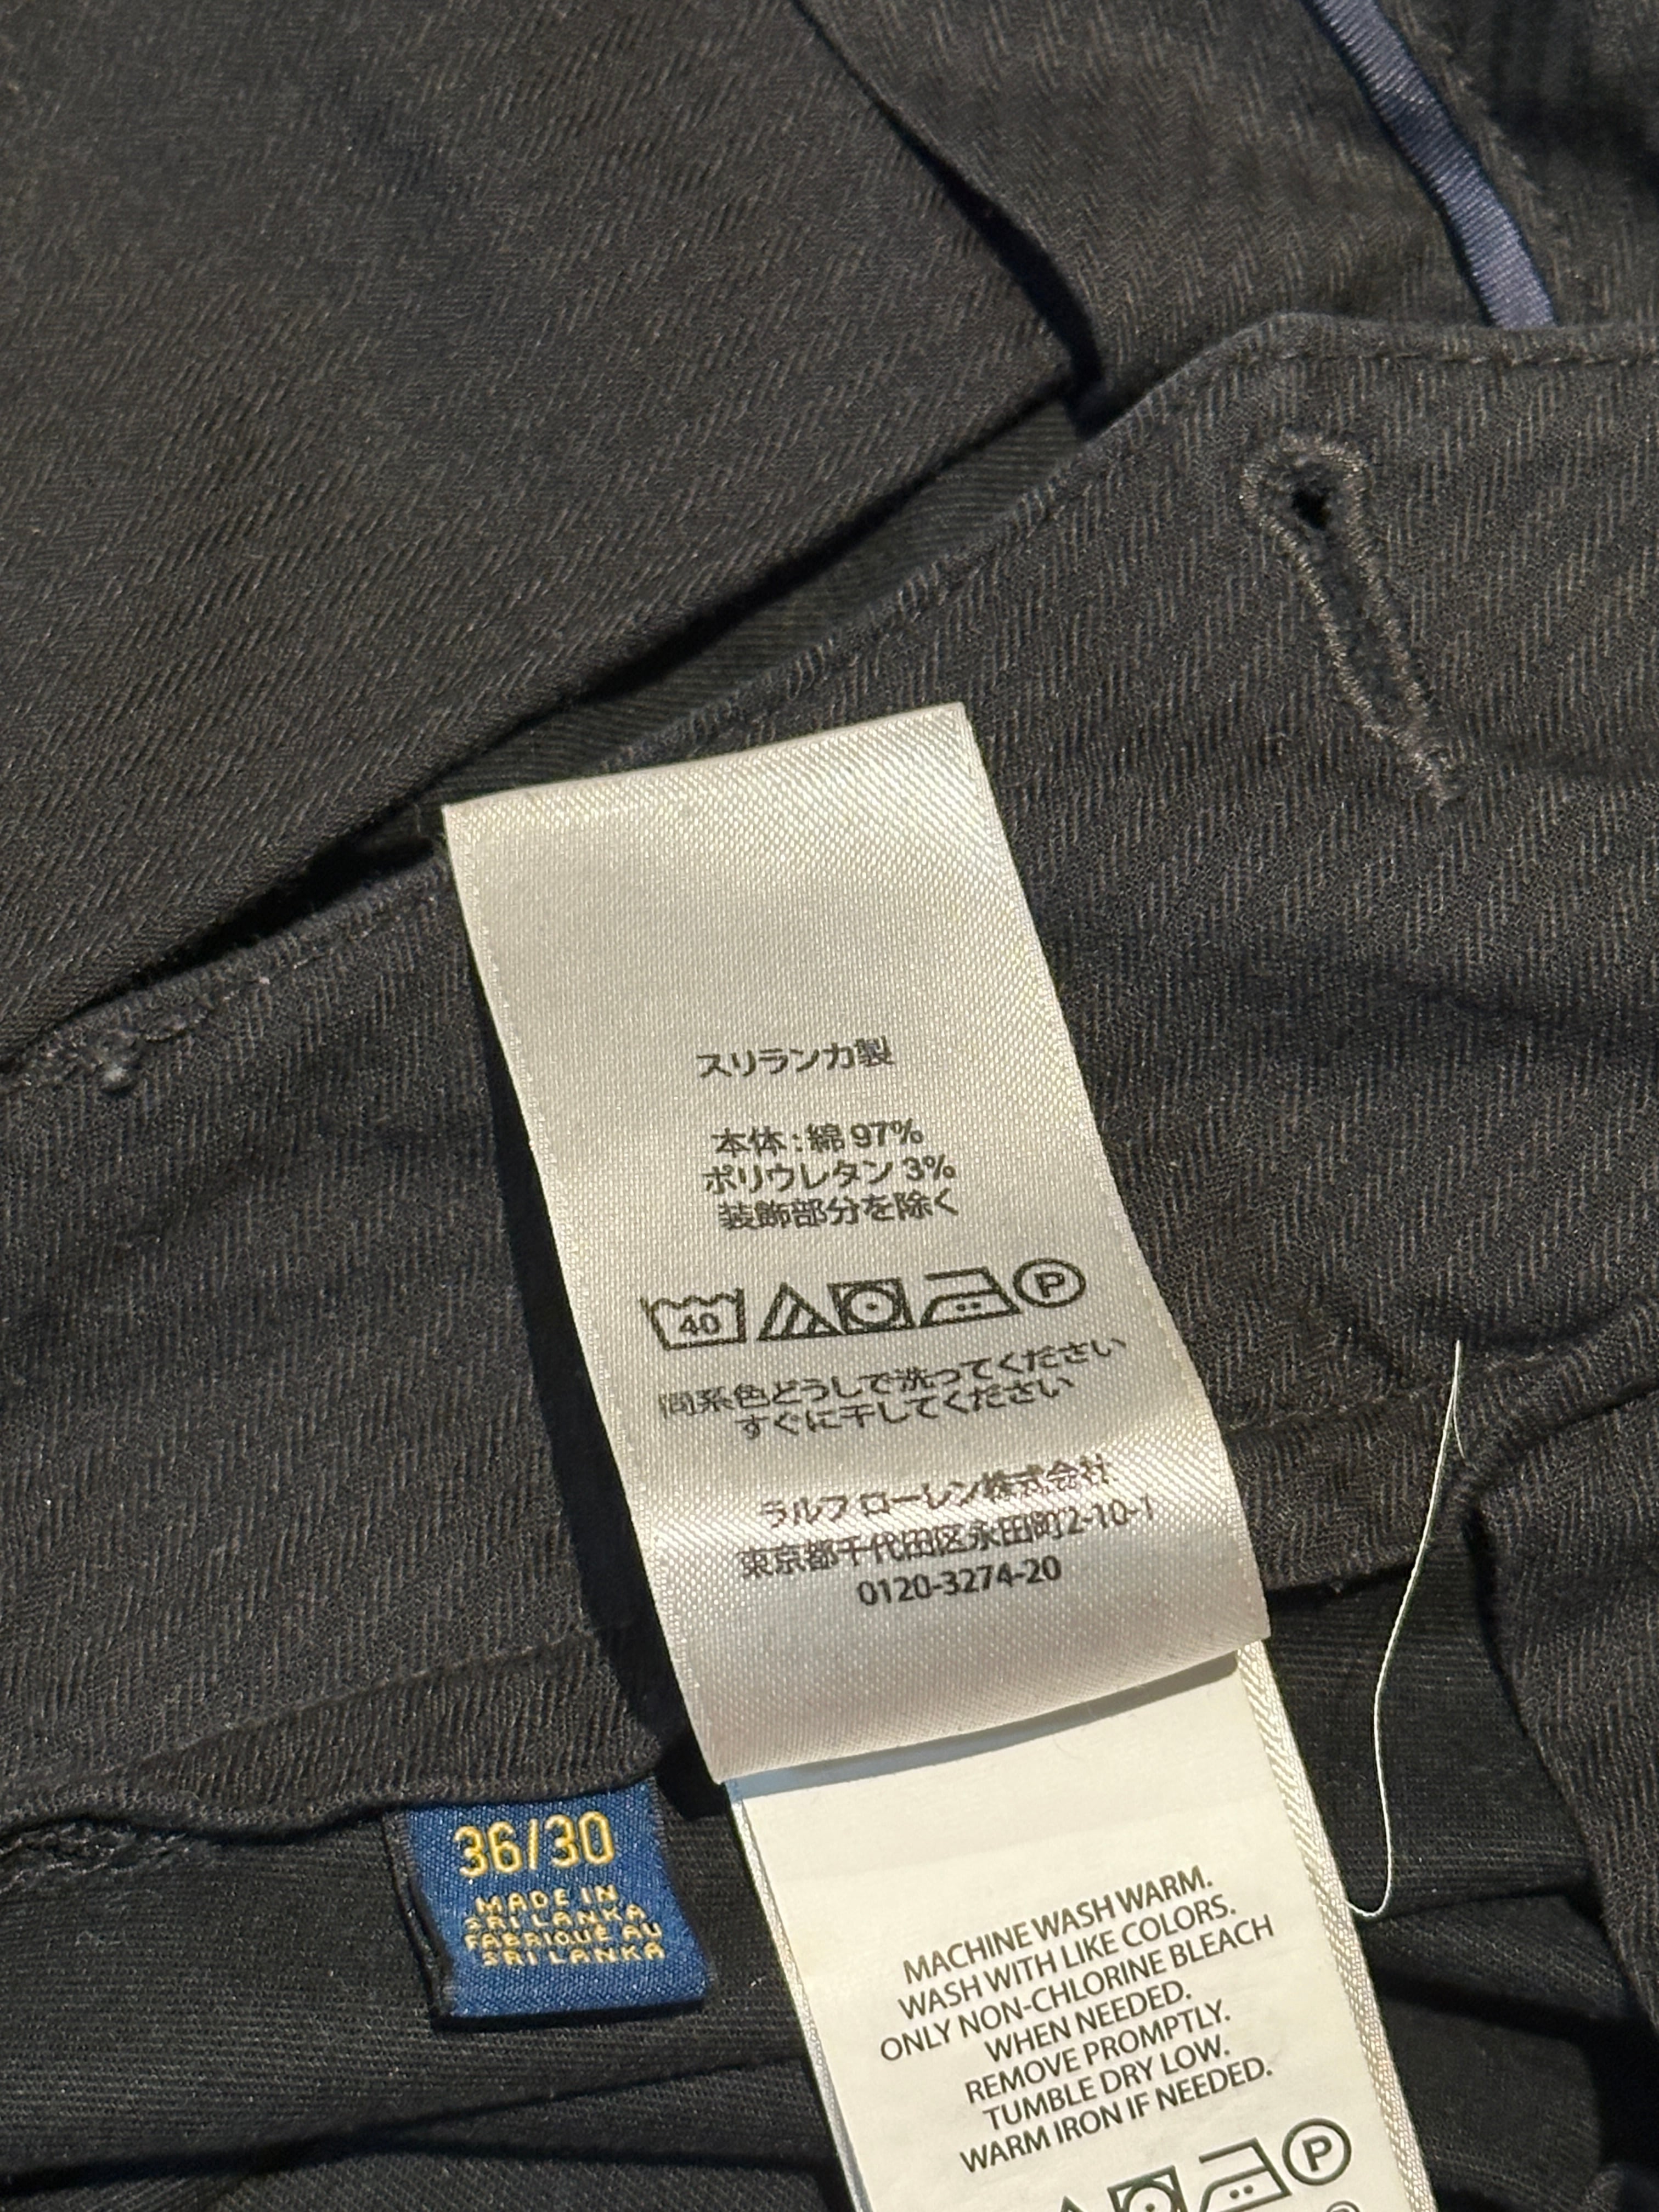 スリランカ製
本体:綿 97%
ポリウレタン 3%
装飾部分を除く
40
P
同系色どうしで洗ってください
すぐに干してください
ラルフ ローレン株式会社
東京都千代田区永田町2-10-1
0120-3274-20
36/30
MADE IN
SRI LANKA
FABRIQUÉ AU
SRI LANKA
MACHINE WASH WARM.
WASH WITH LIKE COLORS.
ONLY NON-CHLORINE BLEACH
WHEN NEEDED.
REMOVE PROMPTLY.
TUMBLE DRY LOW.
WARM IRON IF NEEDED.
P